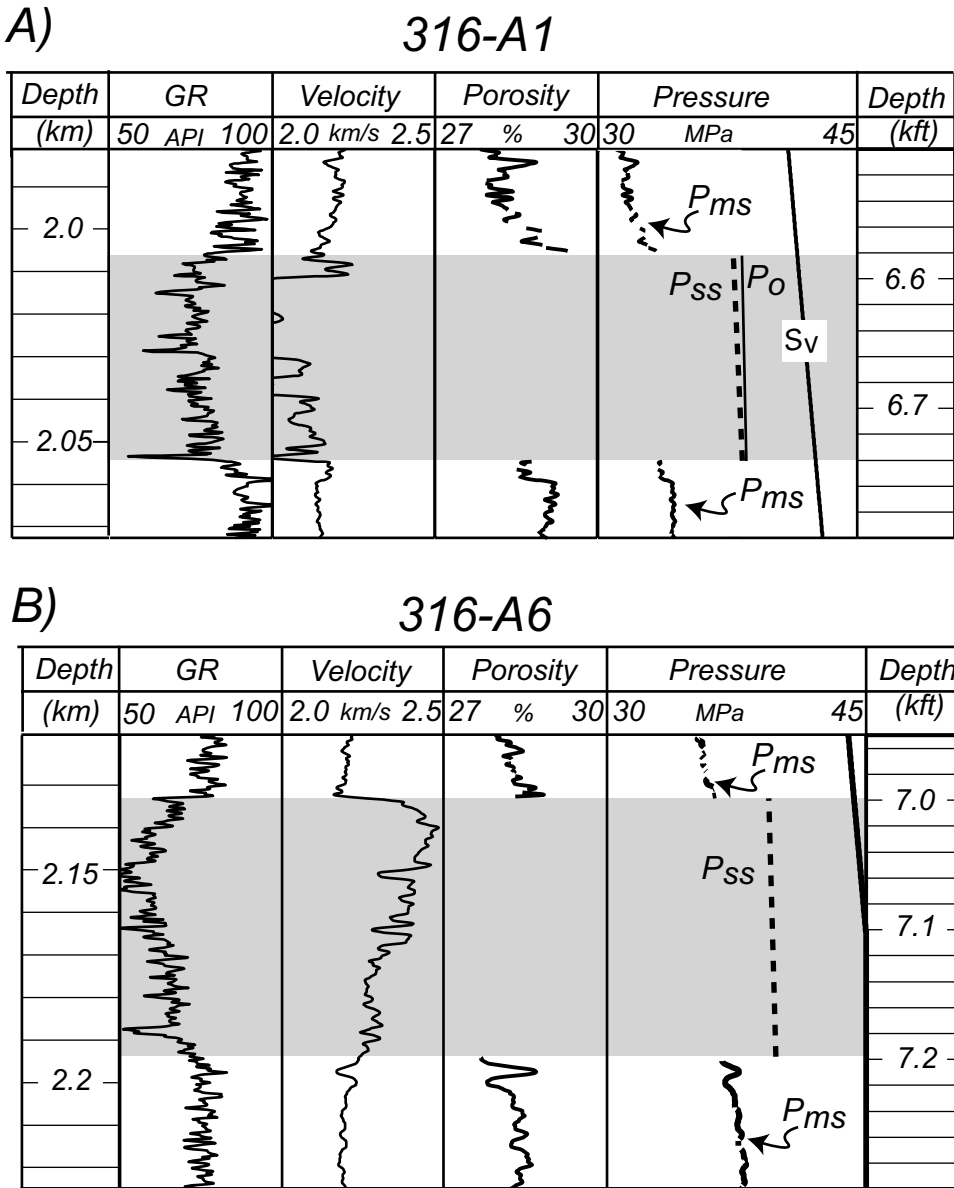 A)
316-A1
Depth GR Velocity Porosity Pressure Depth
(km) 50 API 100 2.0 km/s 2.5 27 % 30 30 MPa 45 (kft)
Pms
2.0
Pss Po 6.6
Sv
6.7
2.05
Pms
B)
316-A6
Depth GR Velocity Porosity Pressure Depth
(km) 50 API 100 2.0 km/s 2.5 27 % 30 30 MPa 45 (kft)
Pms
7.0
2.15 Pss
7.1
7.2
2.2
Pms